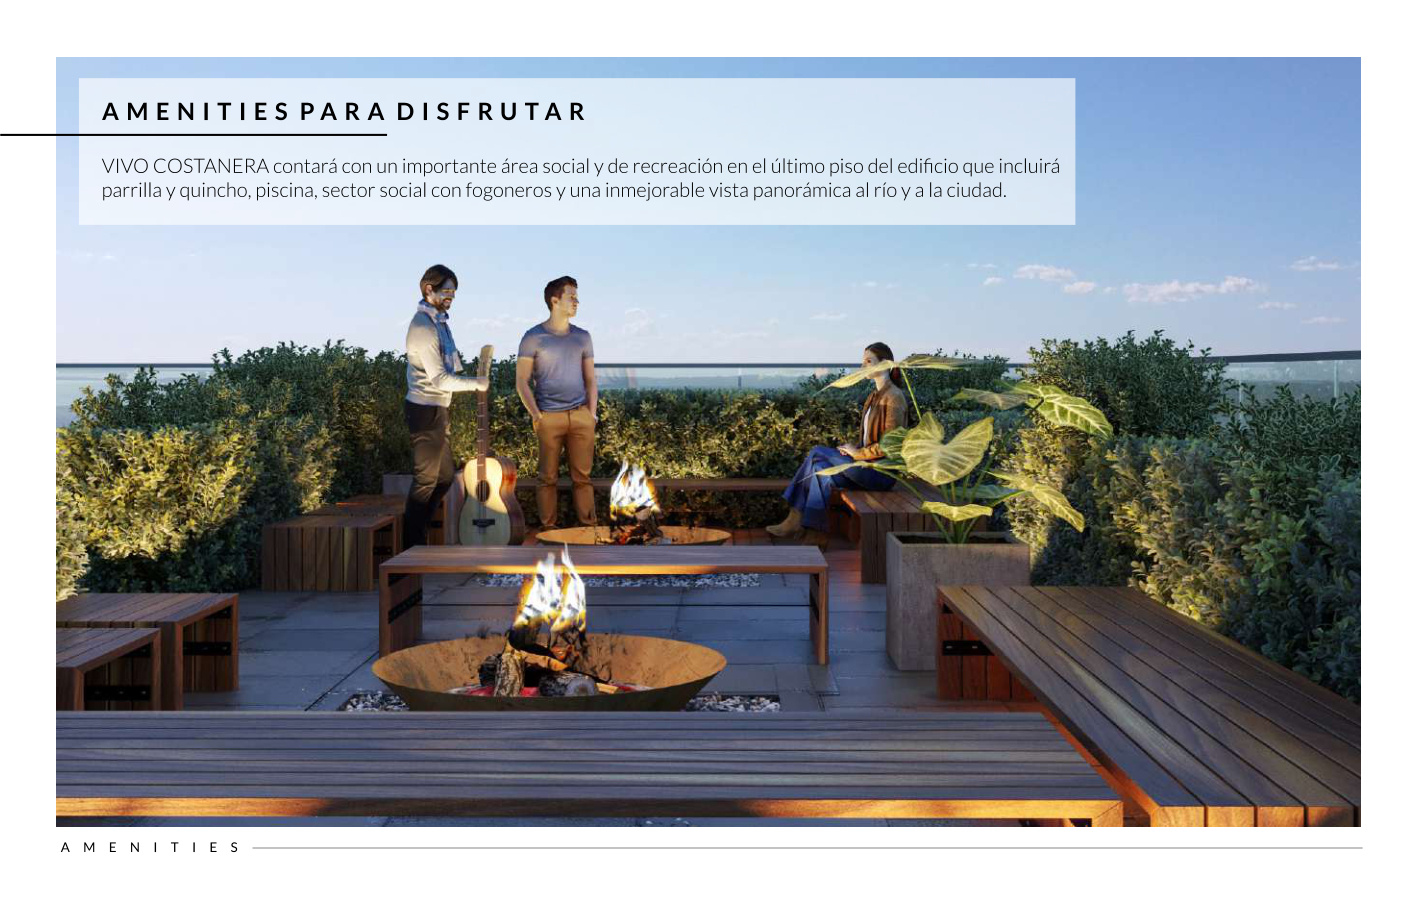 AMENITIES PARA DISFRUTAR
VIVO COSTANERA contará con un importante área social y de recreación en el último piso del edificio que incluirá
parrilla y quincho, piscina, sector social con fogoneros y una inmejorable vista panorámica al río y a la ciudad.
AMENITIES